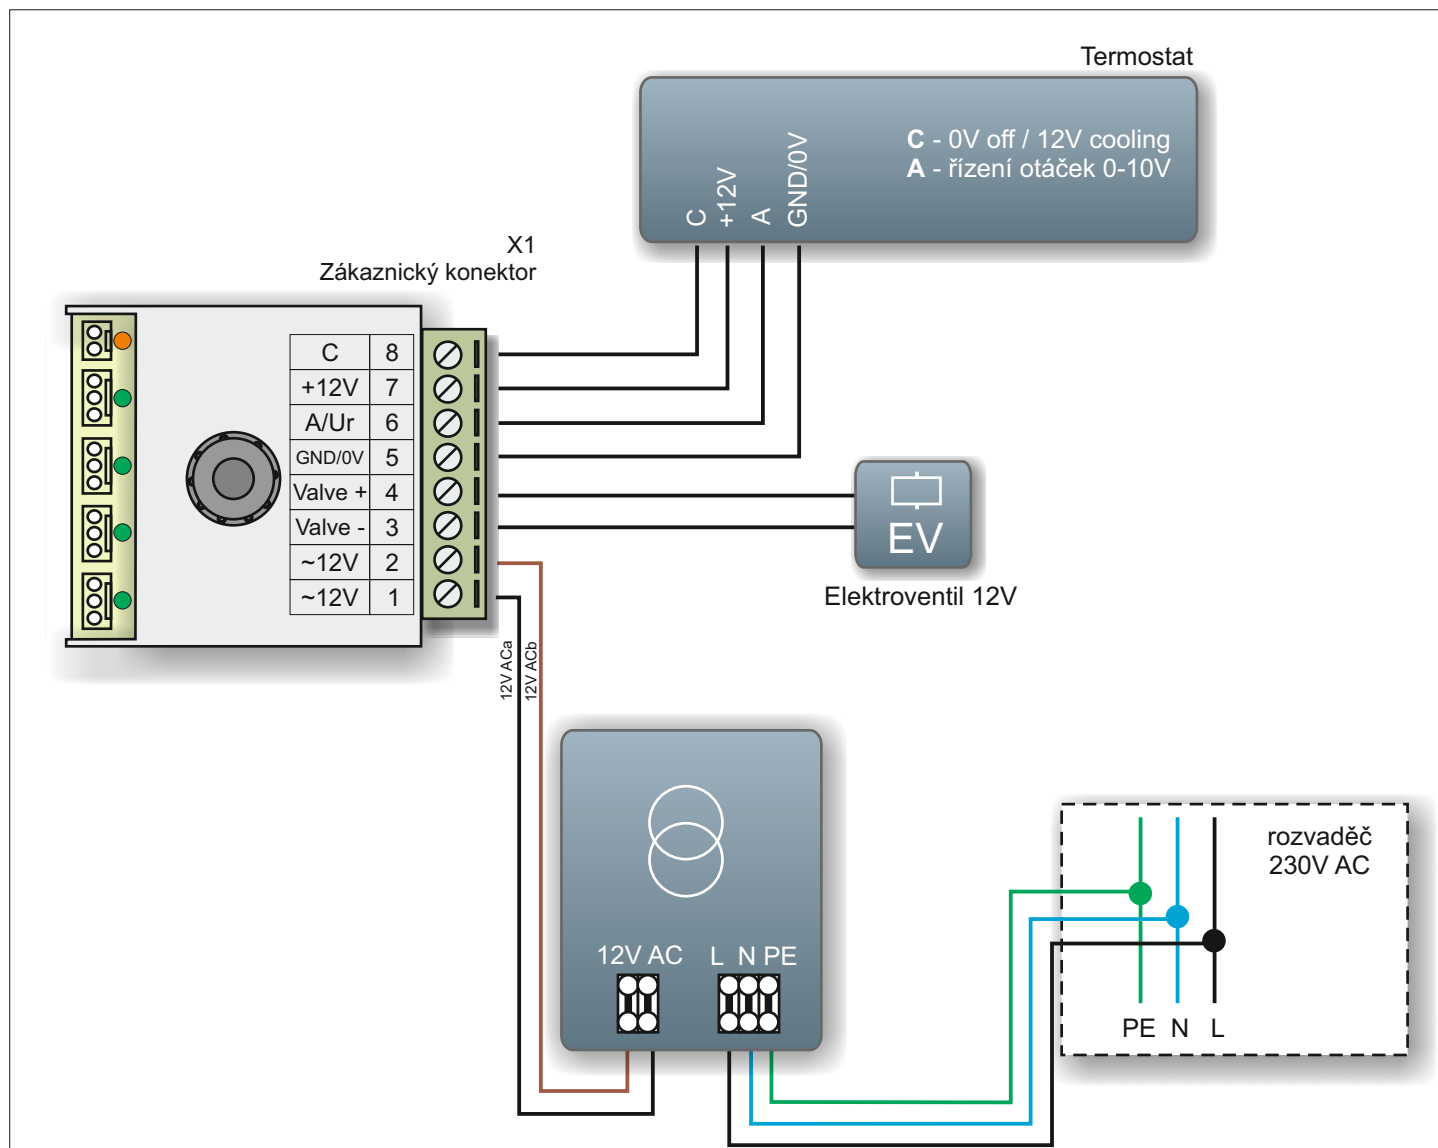 Termostat
C - 0V off / 12V cooling
A - řízení otáček 0-10V
C
+12V
A
GND/0V
X1
Zákaznický konektor
C 8
+12V 7
A/Ur 6
GND/0V 5
Valve + 4
Valve - 3
~12V 2
~12V 1
EV
Elektroventil 12V
12V ACa
12V ACb
12V AC
L N PE
rozvaděč
230V AC
PE N L